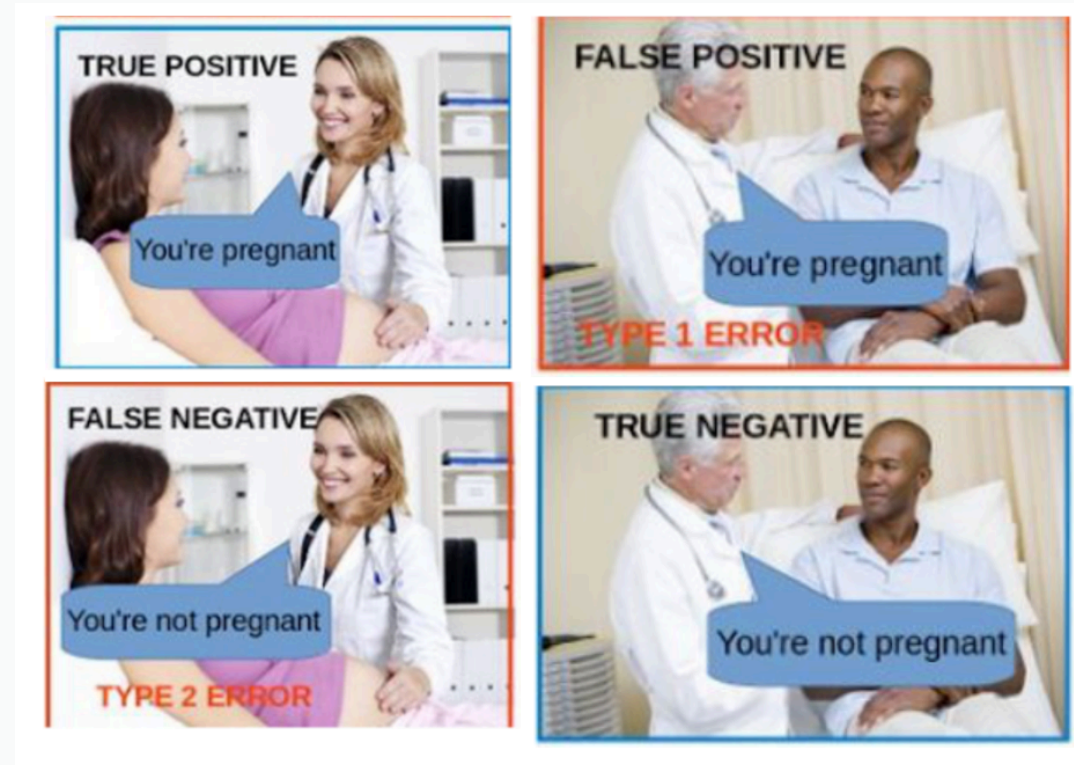 TRUE POSITIVE
You're pregnant
FALSE POSITIVE
You're pregnant
TYPE 1 ERROR
FALSE NEGATIVE
You're not pregnant
TYPE 2 ERROR
TRUE NEGATIVE
You're not pregnant